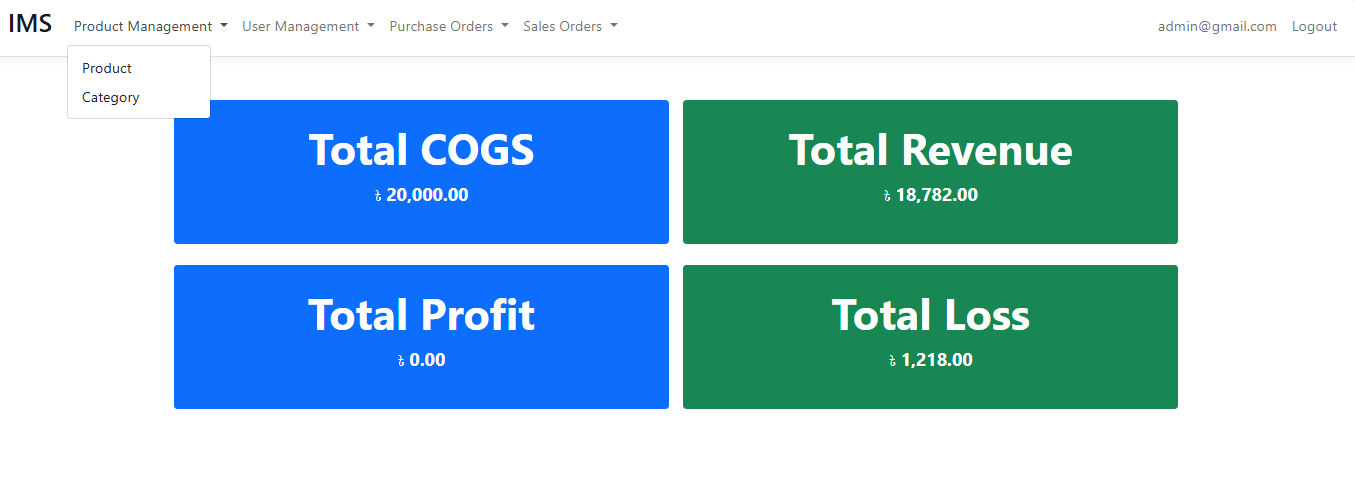 IMS Product Management User Management Purchase Orders Sales Orders admin@gmail.com Logout
Product
Category
Total COGS
৳ 20,000.00
Total Revenue
৳ 18,782.00
Total Profit
৳ 0.00
Total Loss
৳ 1,218.00